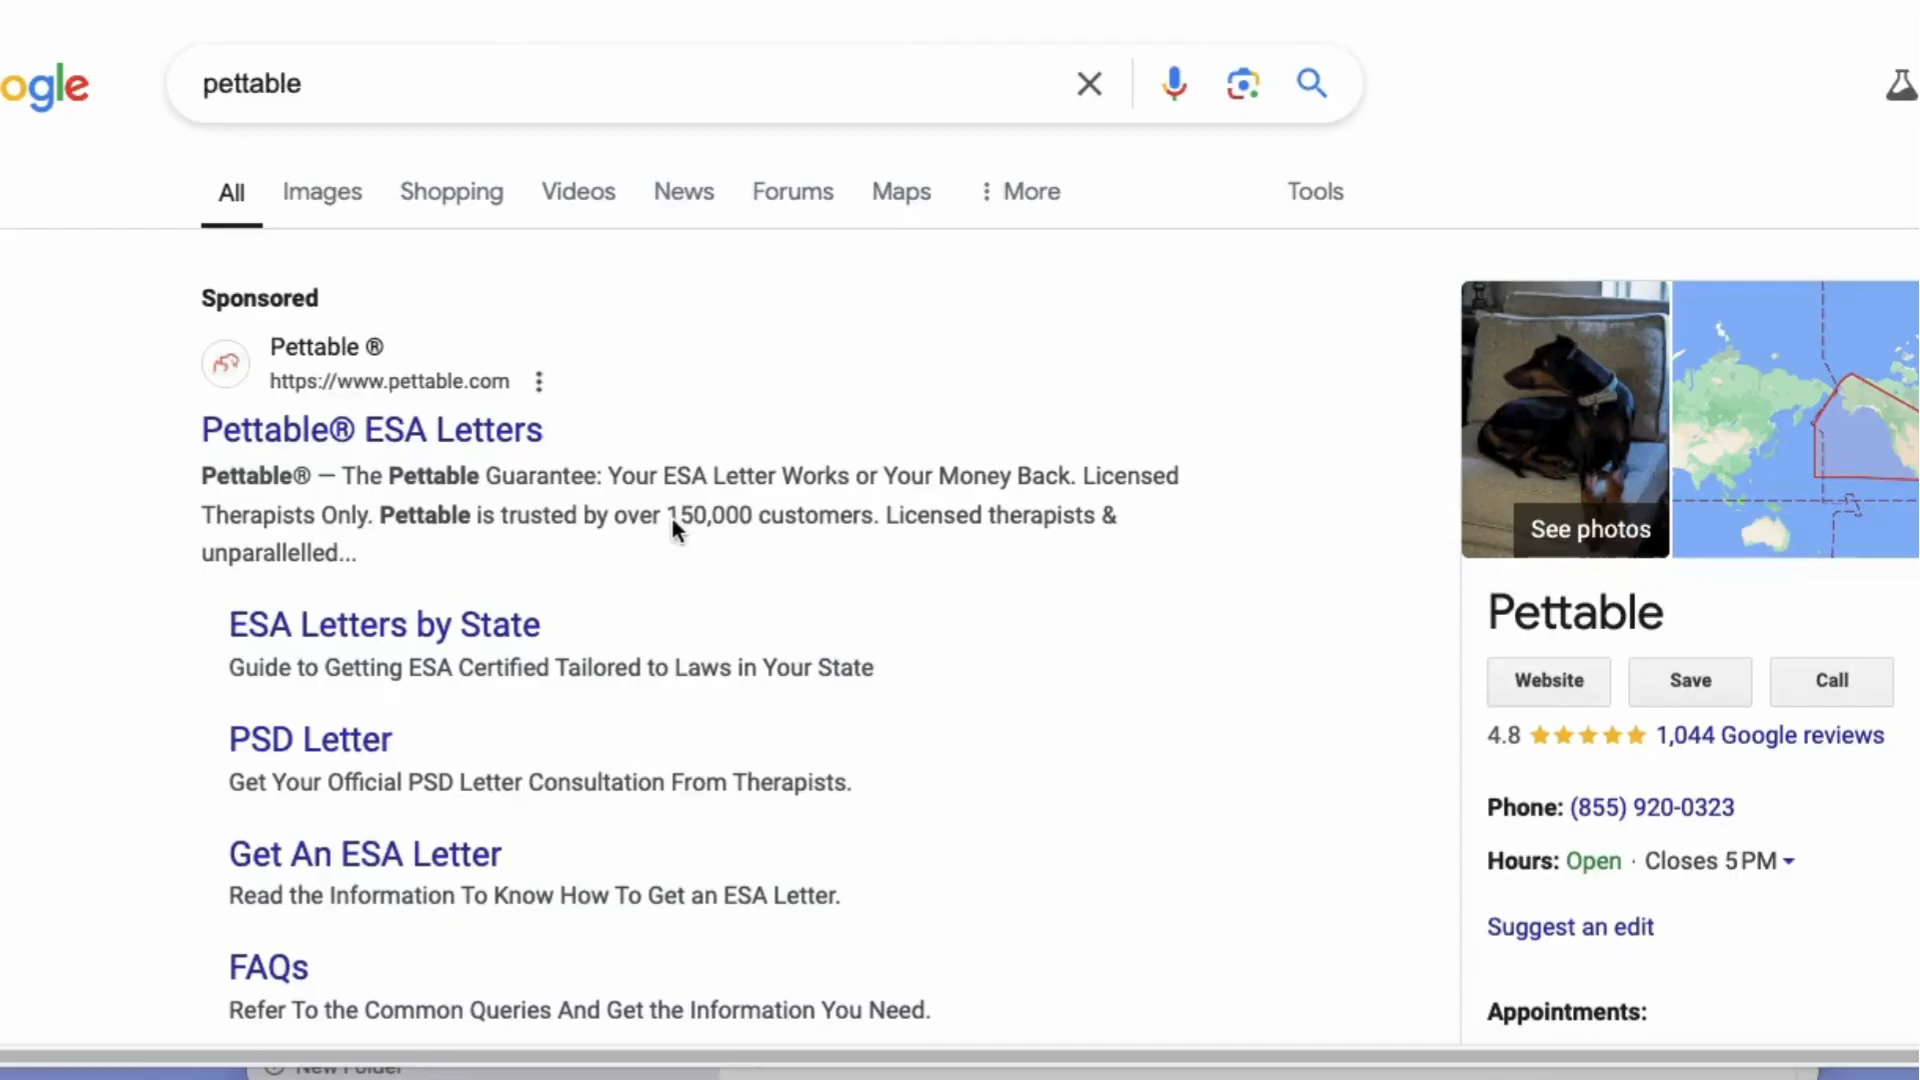 ogle
pettable
All Images Shopping Videos News Forums Maps More Tools
Sponsored
Pettable ®
https://www.pettable.com
Pettable® ESA Letters
Pettable® — The Pettable Guarantee: Your ESA Letter Works or Your Money Back. Licensed
Therapists Only. Pettable is trusted by over 150,000 customers. Licensed therapists &
unparallelled...
ESA Letters by State
Guide to Getting ESA Certified Tailored to Laws in Your State
PSD Letter
Get Your Official PSD Letter Consultation From Therapists.
Get An ESA Letter
Read the Information To Know How To Get an ESA Letter.
FAQs
Refer To the Common Queries And Get the Information You Need.
See photos
Pettable
Website Save Call
4.8 1,044 Google reviews
Phone: (855) 920-0323
Hours: Open · Closes 5 PM
Suggest an edit
Appointments:
New Folder